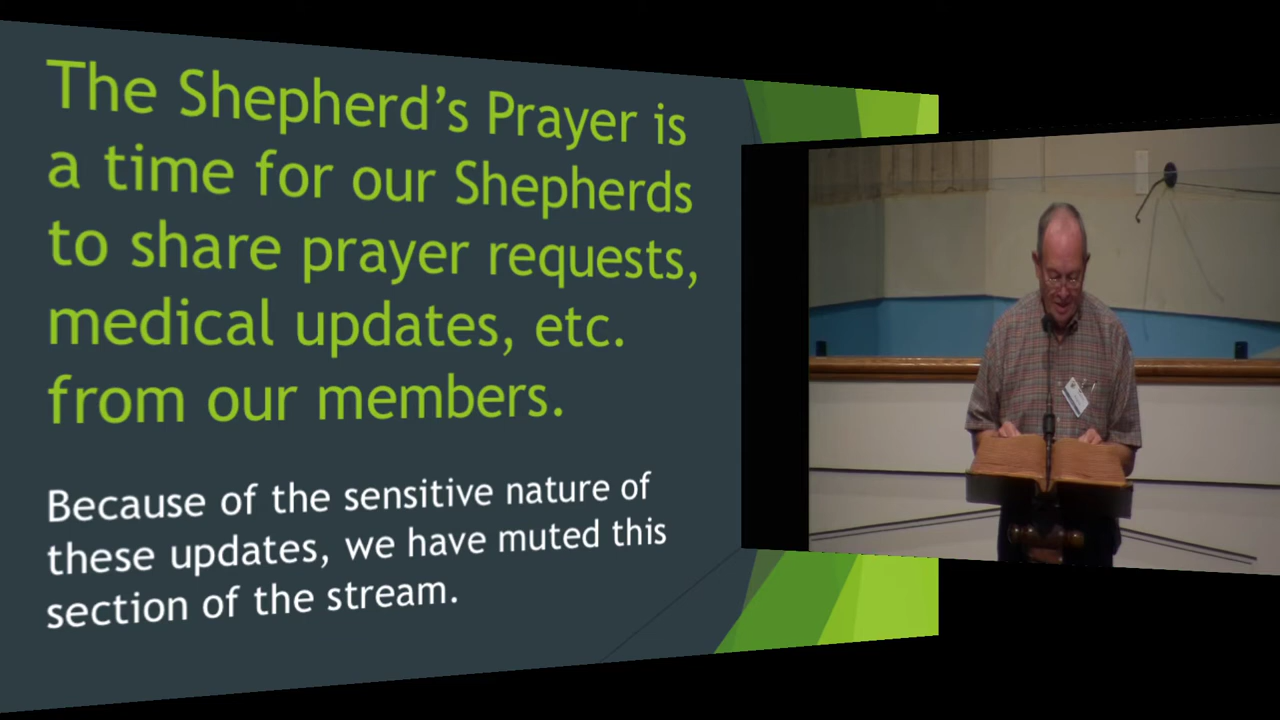 The Shepherd’s Prayer is
a time for our Shepherds
to share prayer requests,
medical updates, etc.
from our members.
Because of the sensitive nature of
these updates, we have muted this
section of the stream.